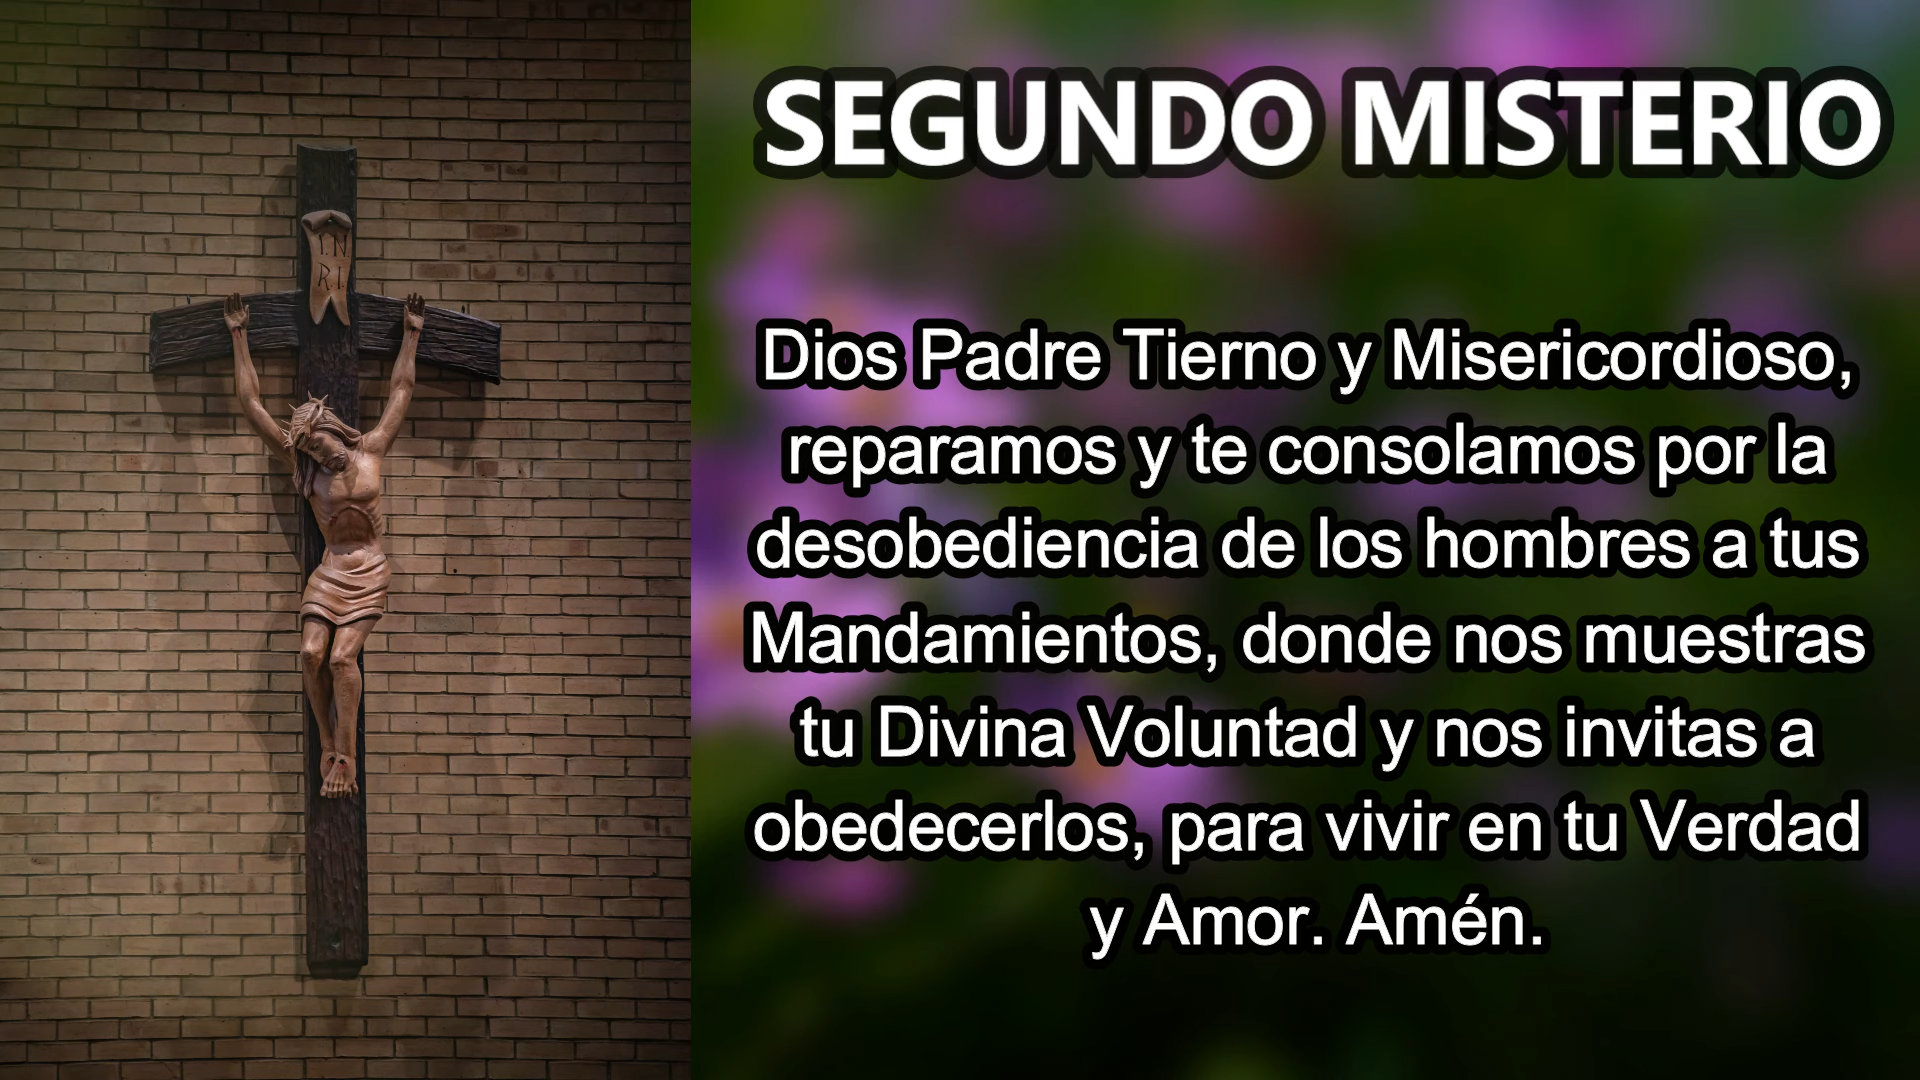 I.N
R.I.
SEGUNDO MISTERIO
Dios Padre Tierno y Misericordioso,
reparamos y te consolamos por la
desobediencia de los hombres a tus
Mandamientos, donde nos muestras
tu Divina Voluntad y nos invitas a
obedecerlos, para vivir en tu Verdad
y Amor. Amén.